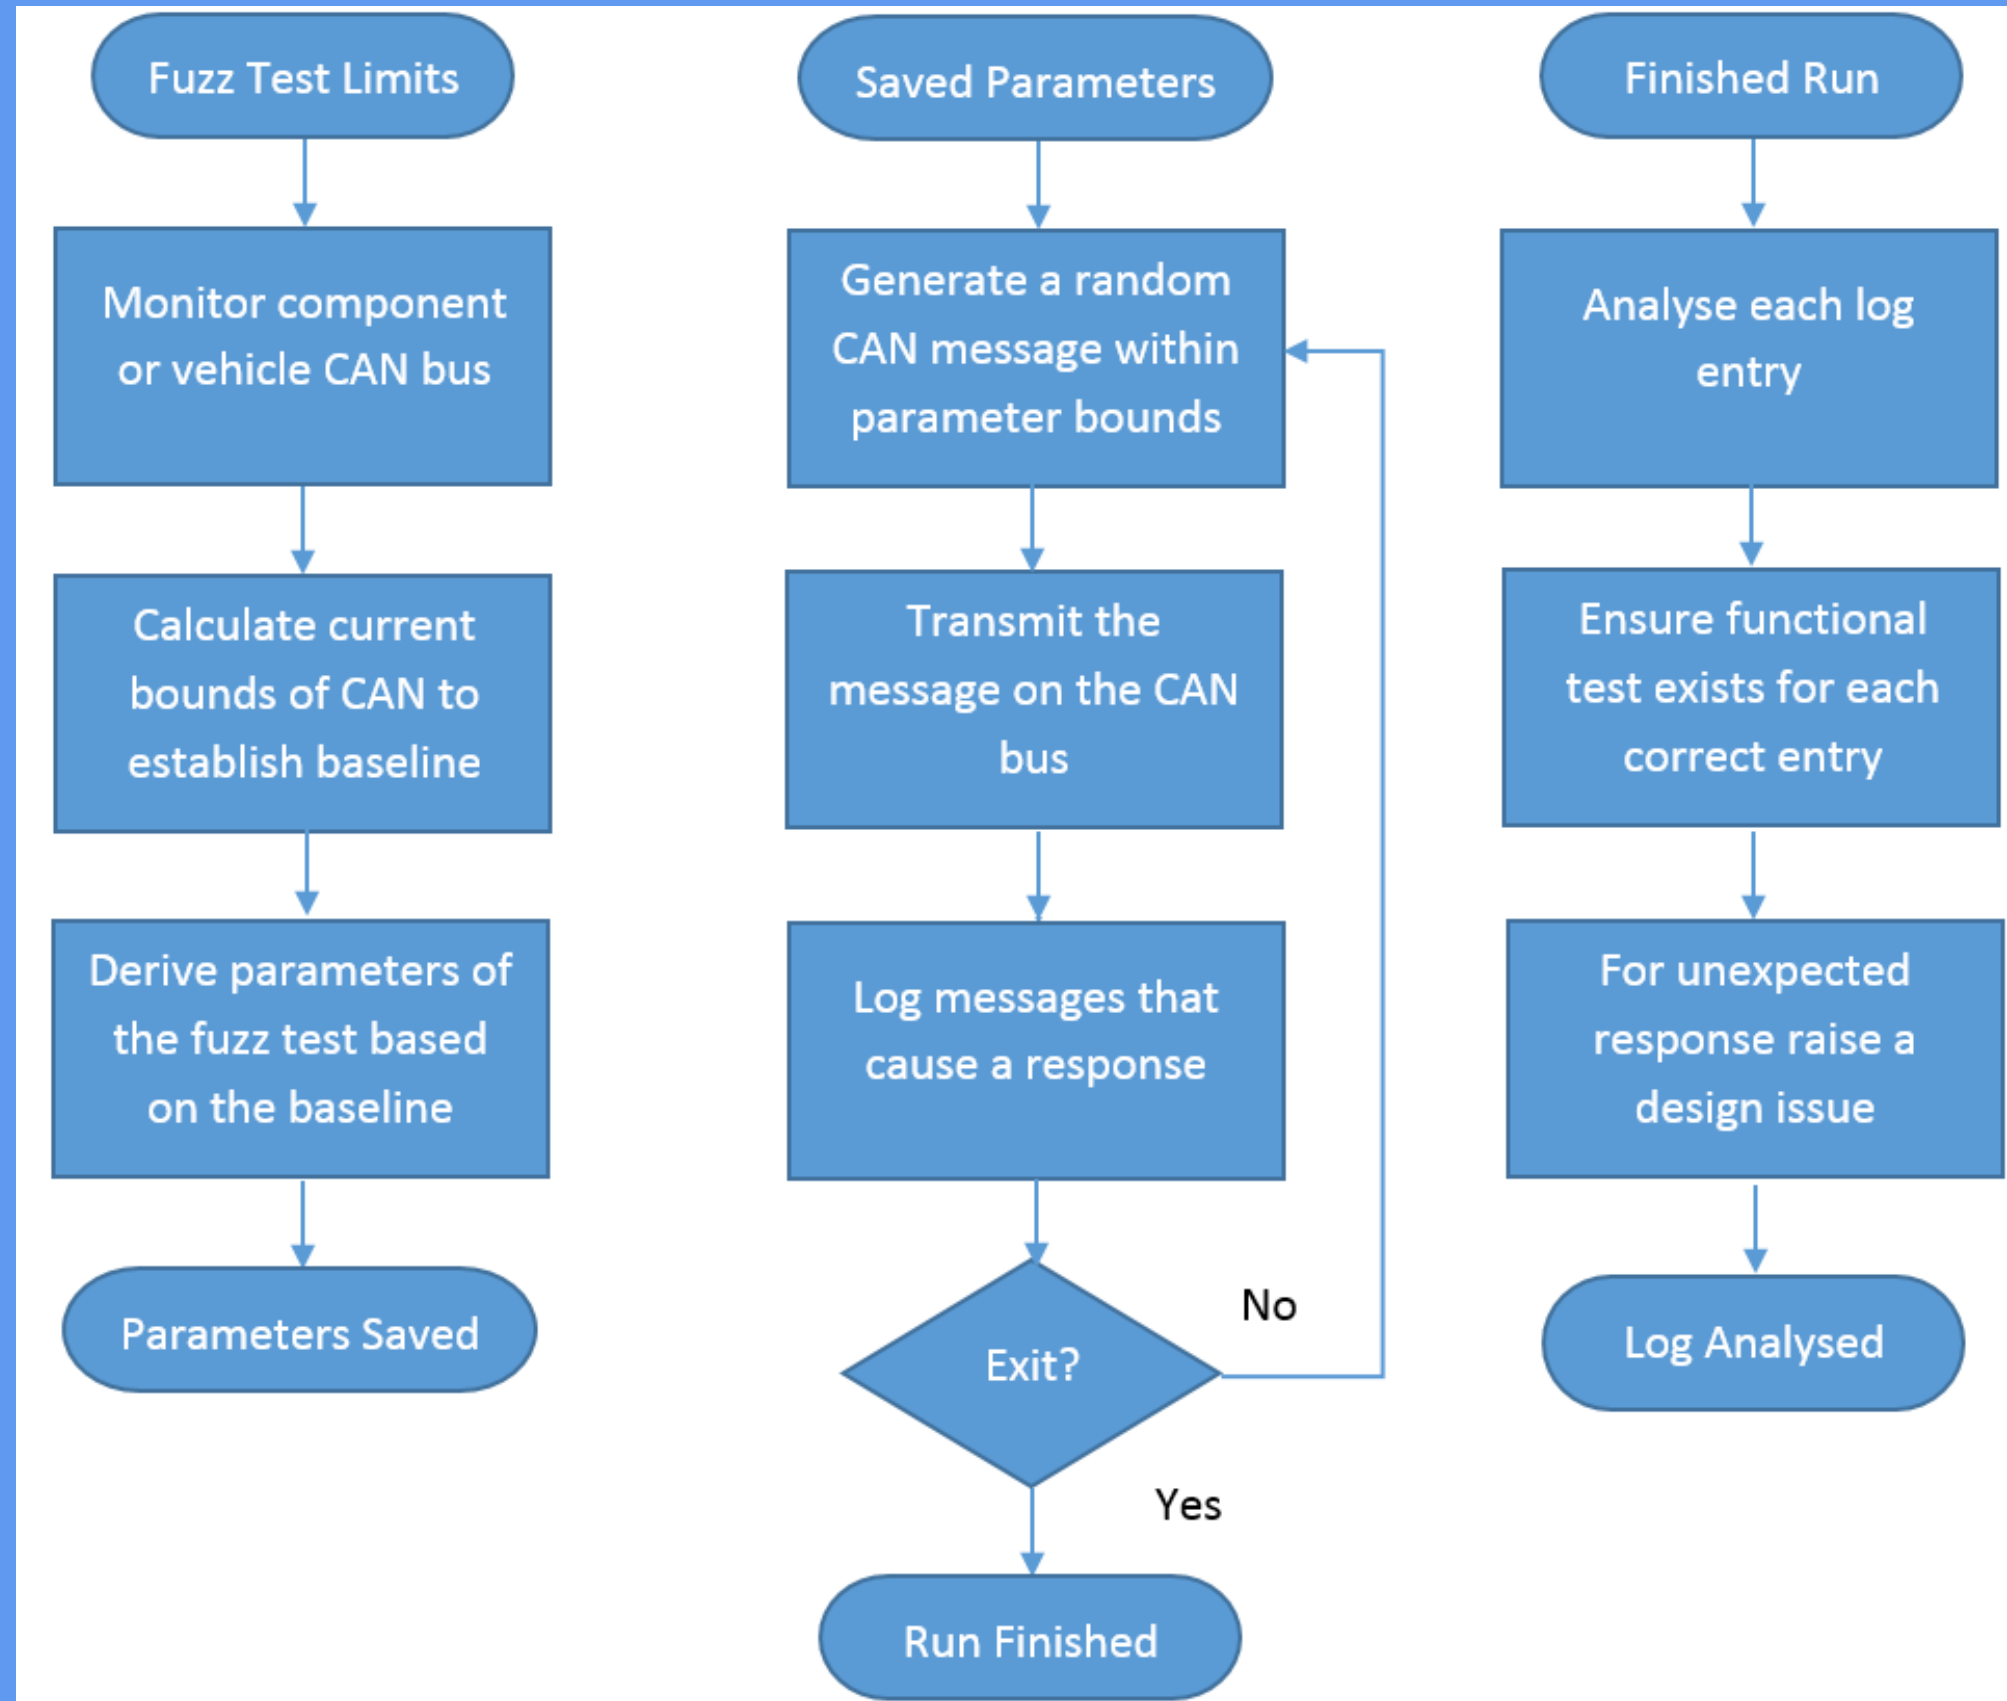 Fuzz Test Limits
Monitor component
or vehicle CAN bus
Calculate current
bounds of CAN to
establish baseline
Derive parameters of
the fuzz test based
on the baseline
Parameters Saved
Saved Parameters
Generate a random
CAN message within
parameter bounds
Transmit the
message on the CAN
bus
Log messages that
cause a response
Exit?
No
Yes
Run Finished
Finished Run
Analyse each log
entry
Ensure functional
test exists for each
correct entry
For unexpected
response raise a
design issue
Log Analysed